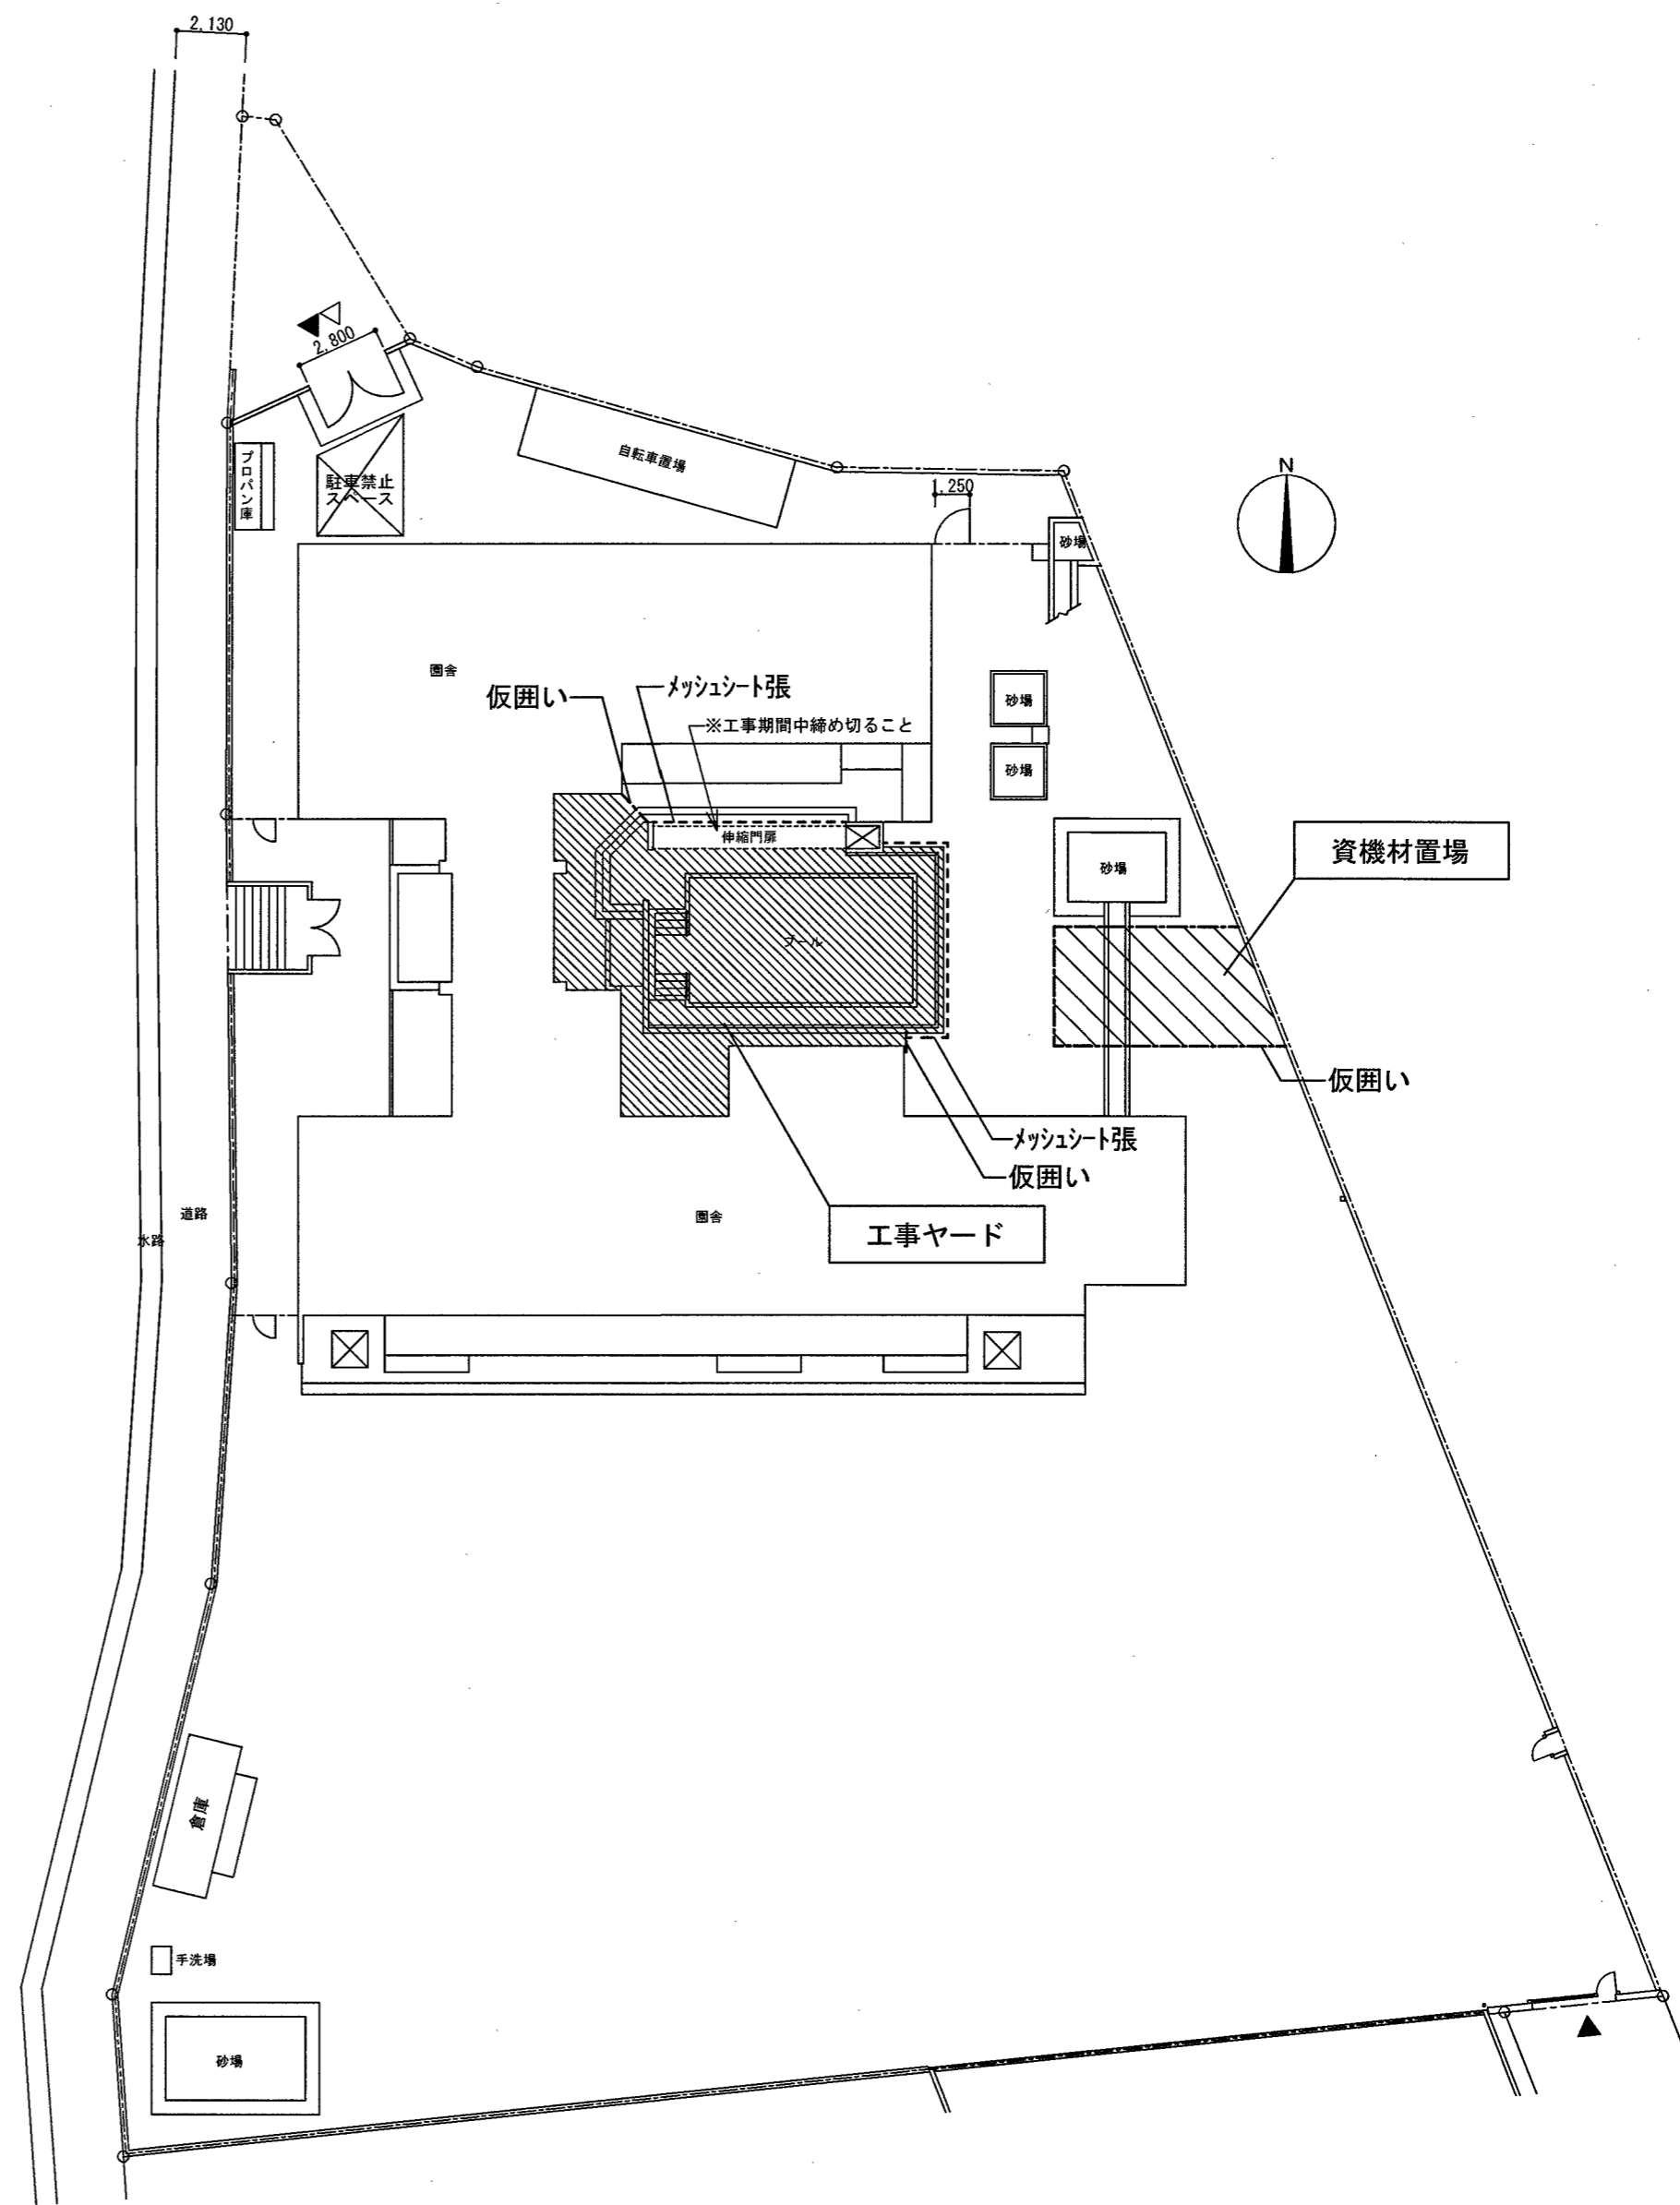 2,130
2,800
自転車置場
プロパン庫
駐車禁止
スペース
1,250
N
砂場
園舎
仮囲い
メッシュシート張
※工事期間中締め切ること
砂場
砂場
伸縮門扉
砂場
資機材置場
プール
仮囲い
メッシュシート張
仮囲い
道路
水路
園舎
工事ヤード
倉庫
手洗場
砂場